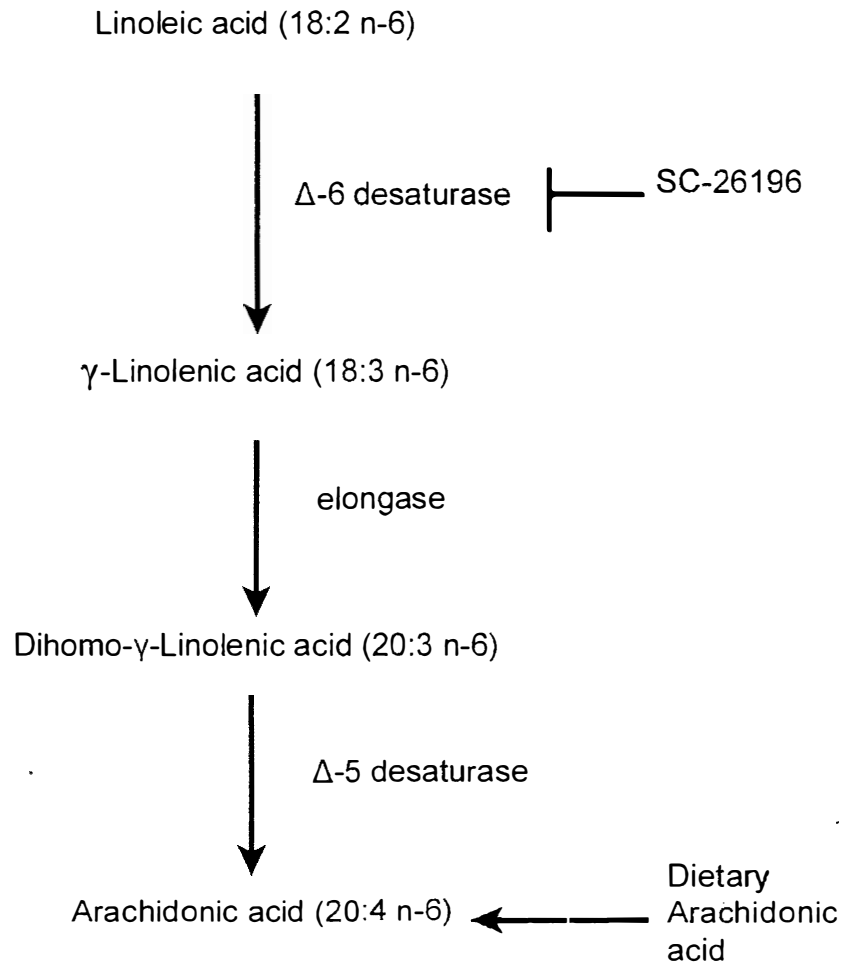 Linoleic acid (18:2 n-6)
Δ-6 desaturase
SC-26196
γ-Linolenic acid (18:3 n-6)
elongase
Dihomo-γ-Linolenic acid (20:3 n-6)
Δ-5 desaturase
Arachidonic acid (20:4 n-6)
Dietary
Arachidonic
acid